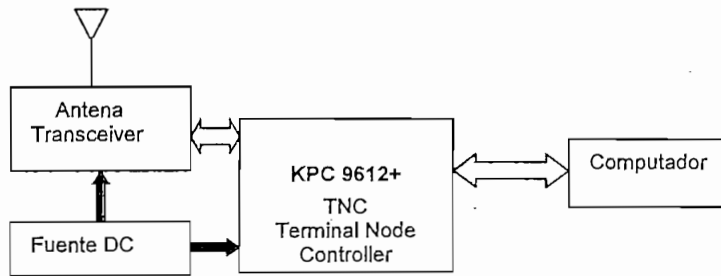 Antena
Transceiver
KPC 9612+
TNC
Terminal Node
Controller
Computador
Fuente DC